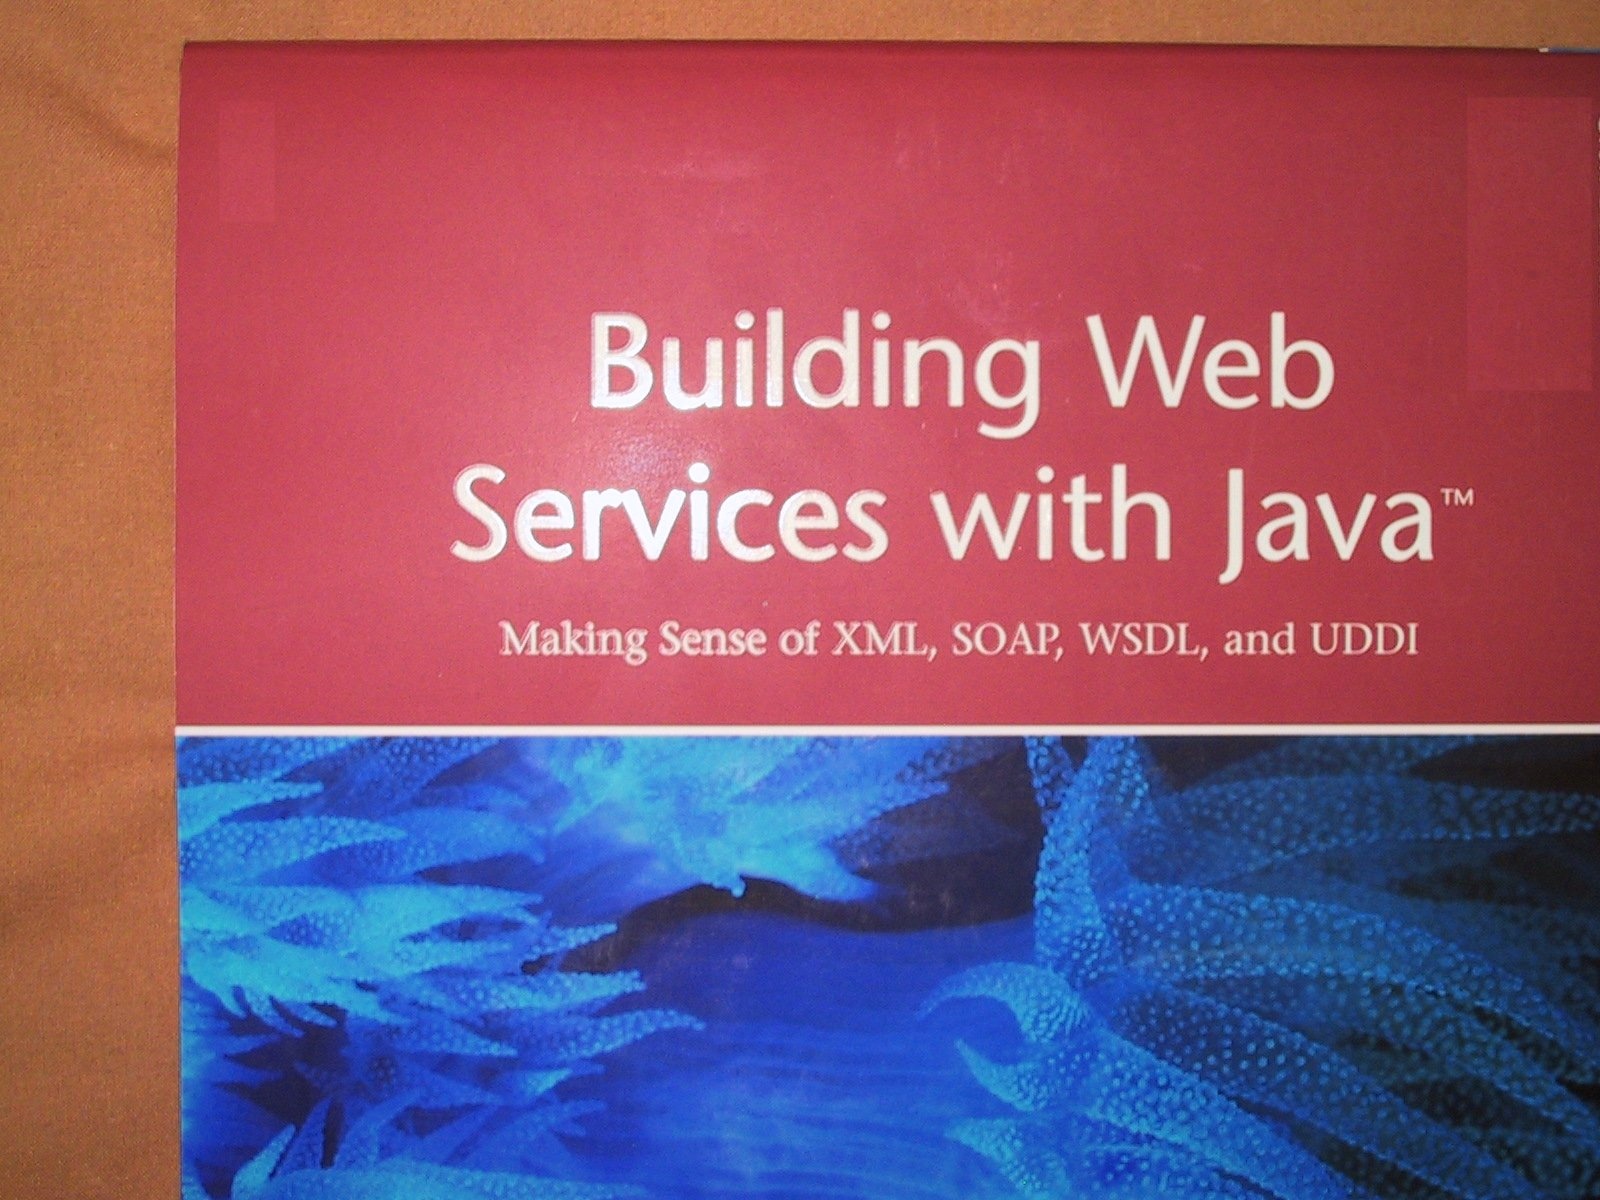 Building Web
Services with Java™
Making Sense of XML, SOAP, WSDL, and UDDI